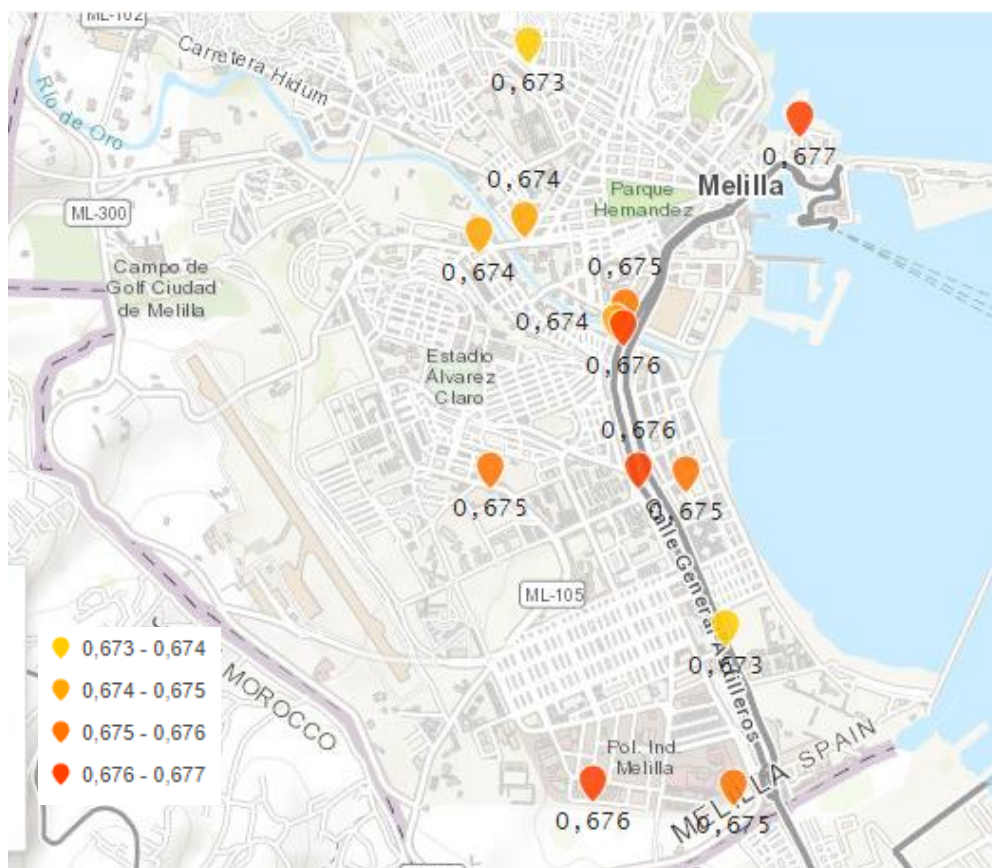 ML-102
Carretera Hidum
Río de Oro
0,673
0,677
0,674
Parque
Hernandez
Melilla
ML-300
0,674
0,675
Campo de
Golf Ciudad
de Melilla
0,674
0,676
Estadio
Álvarez
Claro
0,676
0,675
0,675
Calle General
ML-105
0,673
0,673 - 0,674
0,674 - 0,675
0,675 - 0,676
0,676 - 0,677
MOROCCO
SPAIN
MELILLA
Pol. Ind.
Melilla
0,676
0,675